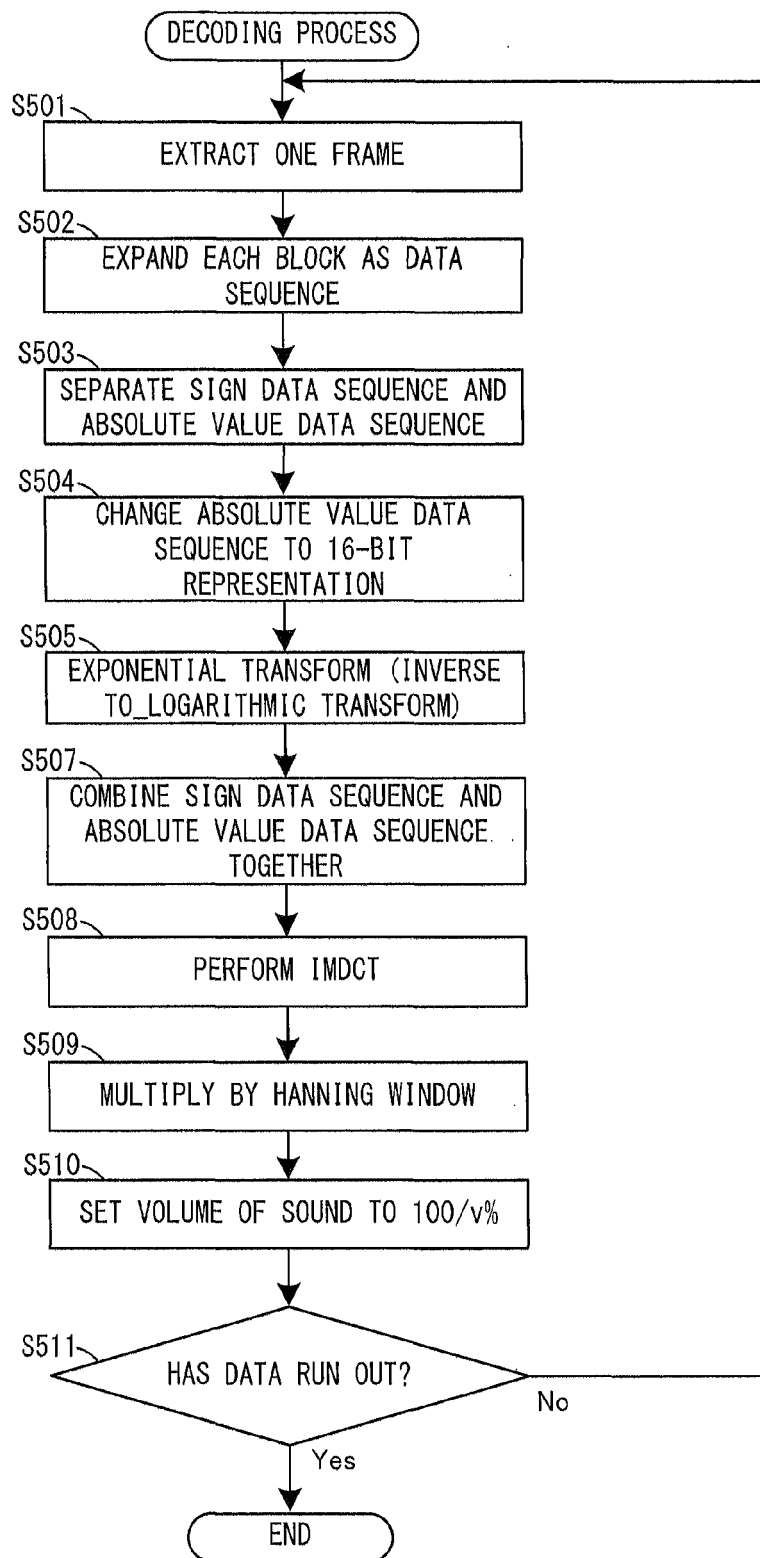 DECODING PROCESS
S501
EXTRACT ONE FRAME
S502
EXPAND EACH BLOCK AS DATA
SEQUENCE
S503
SEPARATE SIGN DATA SEQUENCE AND
ABSOLUTE VALUE DATA SEQUENCE
S504
CHANGE ABSOLUTE VALUE DATA
SEQUENCE TO 16-BIT
REPRESENTATION
S505
EXPONENTIAL TRANSFORM (INVERSE
TO_LOGARITHMIC TRANSFORM)
S507
COMBINE SIGN DATA SEQUENCE AND
ABSOLUTE VALUE DATA SEQUENCE
TOGETHER
S508
PERFORM IMDCT
S509
MULTIPLY BY HANNING WINDOW
S510
SET VOLUME OF SOUND TO 100/v%
S511
HAS DATA RUN OUT?
No
Yes
END